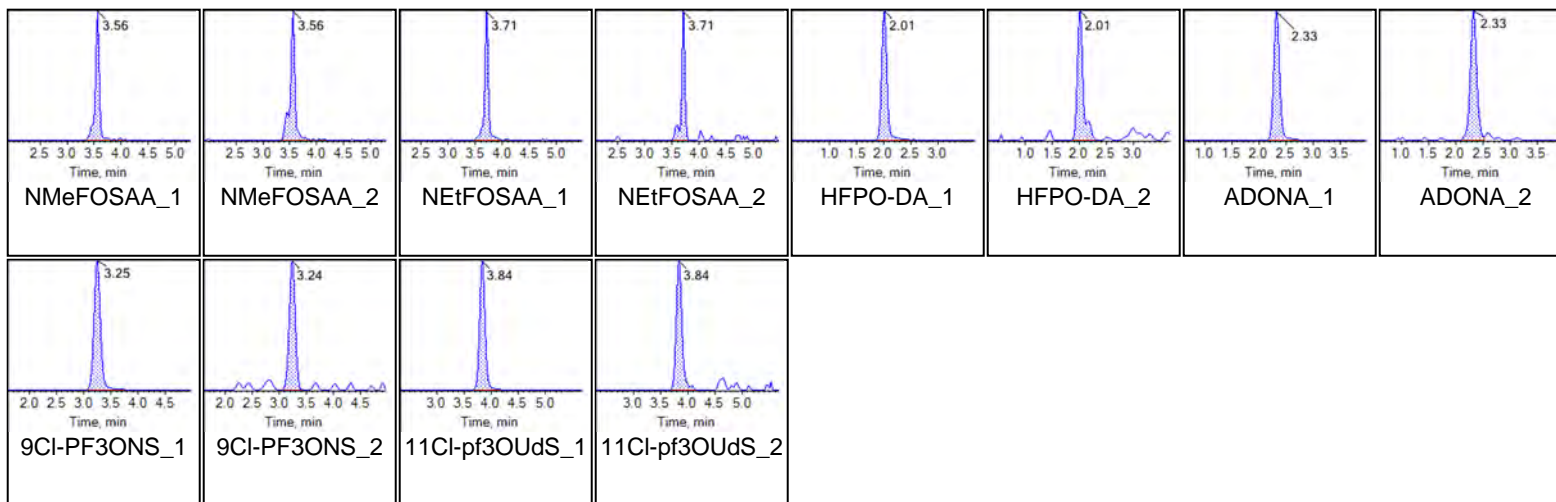 3.56 3.56 3.71 3.71 2.01 2.01 2.33 2.33
2.5 3.0 3.5 4.0 4.5 5.0 2.5 3.0 3.5 4.0 4.5 5.0 2.5 3.0 3.5 4.0 4.5 5.0 2.5 3.0 3.5 4.0 4.5 5.0 1.0 1.5 2.0 2.5 3.0 1.0 1.5 2.0 2.5 3.0 1.0 1.5 2.0 2.5 3.0 3.5 1.0 1.5 2.0 2.5 3.0 3.5
Time, min Time, min Time, min Time, min Time, min Time, min Time, min Time, min
NMeFOSAA_1 NMeFOSAA_2 NEtFOSAA_1 NEtFOSAA_2 HFPO-DA_1 HFPO-DA_2 ADONA_1 ADONA_2
3.25 3.24 3.84 3.84
2.0 2.5 3.0 3.5 4.0 4.5 2.0 2.5 3.0 3.5 4.0 4.5 3.0 3.5 4.0 4.5 5.0 3.0 3.5 4.0 4.5 5.0
Time, min Time, min Time, min Time, min
9Cl-PF3ONS_1 9Cl-PF3ONS_2 11Cl-pf3OUdS_1 11Cl-pf3OUdS_2